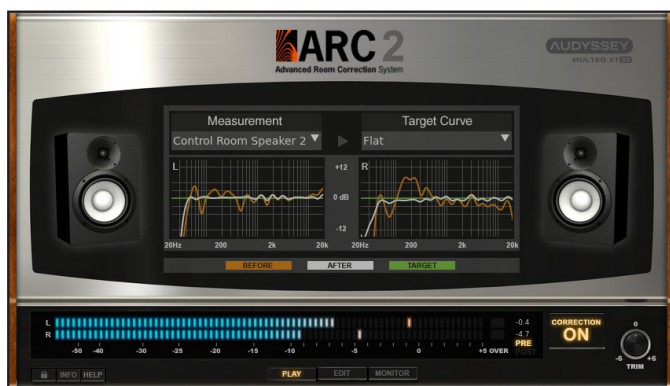 ARC 2
Advanced Room Correction System
AUDYSSEY
MULTEQ XT32
Measurement
Target Curve
Control Room Speaker 2
Flat
L
R
+12
0 dB
-12
20Hz 200 2k 20k
20Hz 200 2k 20k
BEFORE AFTER TARGET
L
R
-50 -40 -30 -25 -20 -15 -10 -5 0 +5 OVER
-0.4
-4.7
PRE
POST
CORRECTION
ON
0
-6 +6
TRIM
INFO HELP
PLAY EDIT MONITOR